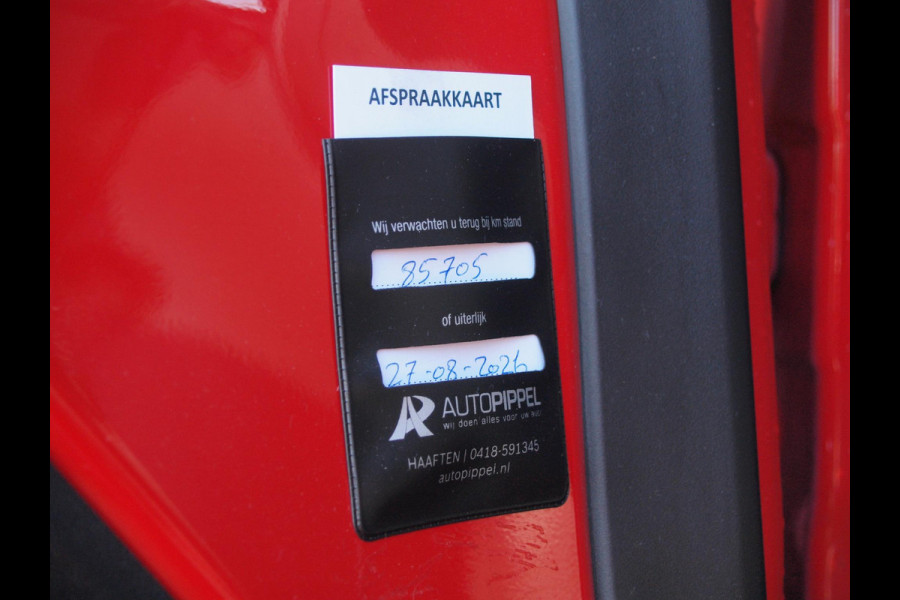 AFSPRAAKKAART
Wij verwachten u terug bij km stand
85705
of uiterlijk
27-08-2026
AUTOPIPPEL
wij doen alles voor uw auto
HAAFTEN | 0418-591345
autopippel.nl